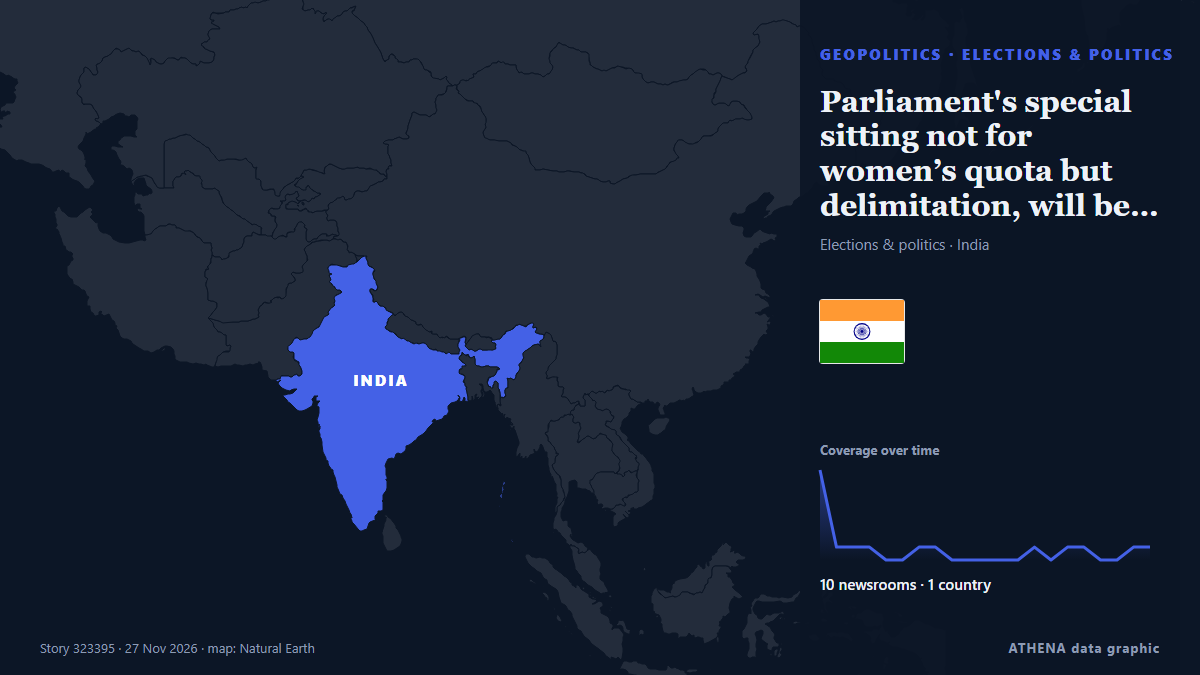 GEOPOLITICS · ELECTIONS & POLITICS
Parliament's special
sitting not for
women’s quota but
delimitation, will be...
Elections & politics · India
INDIA
Coverage over time
10 newsrooms · 1 country
Story 323395 · 27 Nov 2026 · map: Natural Earth
ATHENA data graphic